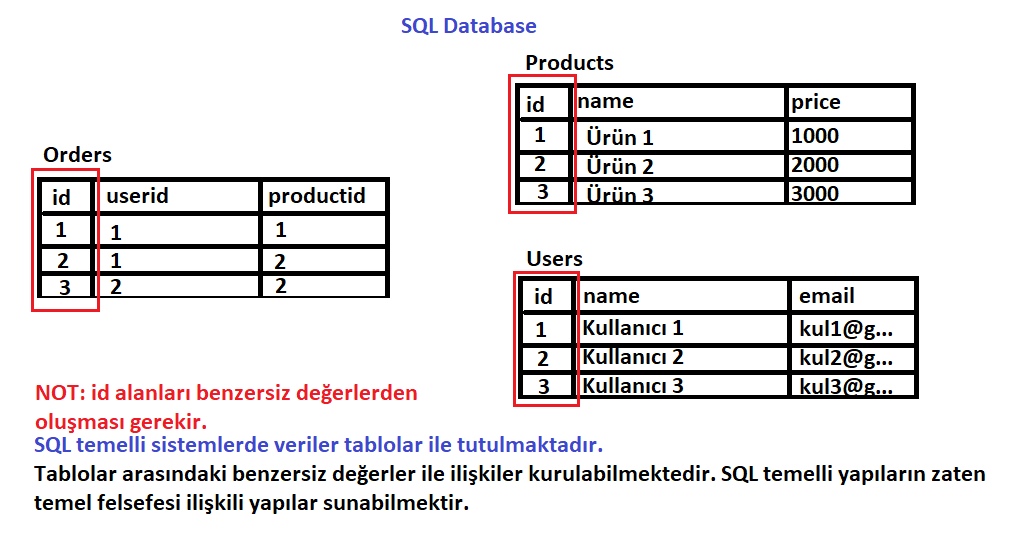 SQL Database
Products
id name price
1 Ürün 1 1000
2 Ürün 2 2000
3 Ürün 3 3000
Orders
id userid productid
1 1 1
2 1 2
3 2 2
Users
id name email
1 Kullanıcı 1 kul1@g...
2 Kullanıcı 2 kul2@g...
3 Kullanıcı 3 kul3@g...
NOT: id alanları benzersiz değerlerden
oluşması gerekir.
SQL temelli sistemlerde veriler tablolar ile tutulmaktadır.
Tablolar arasındaki benzersiz değerler ile ilişkiler kurulabilmektedir. SQL temelli yapıların zaten
temel felsefesi ilişkili yapılar sunabilmektir.